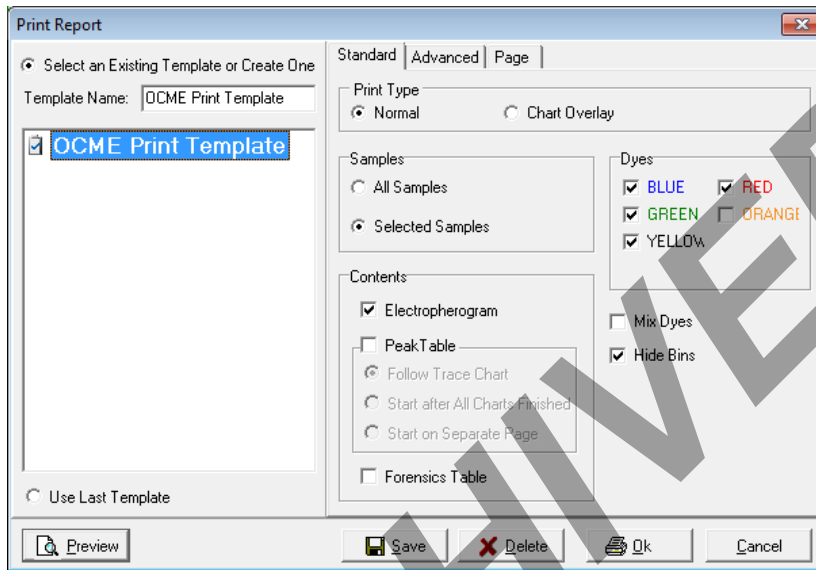 Print Report
Select an Existing Template or Create One
Template Name: OCME Print Template
OCME Print Template
Use Last Template
Standard Advanced Page
Print Type
Normal Chart Overlay
Samples
All Samples
Selected Samples
Dyes
BLUE RED
GREEN ORANGE
YELLOW
Contents
Electropherogram
PeakTable
Follow Trace Chart
Start after All Charts Finished
Start on Separate Page
Forensics Table
Mix Dyes
Hide Bins
Preview Save Delete Ok Cancel
HIVE